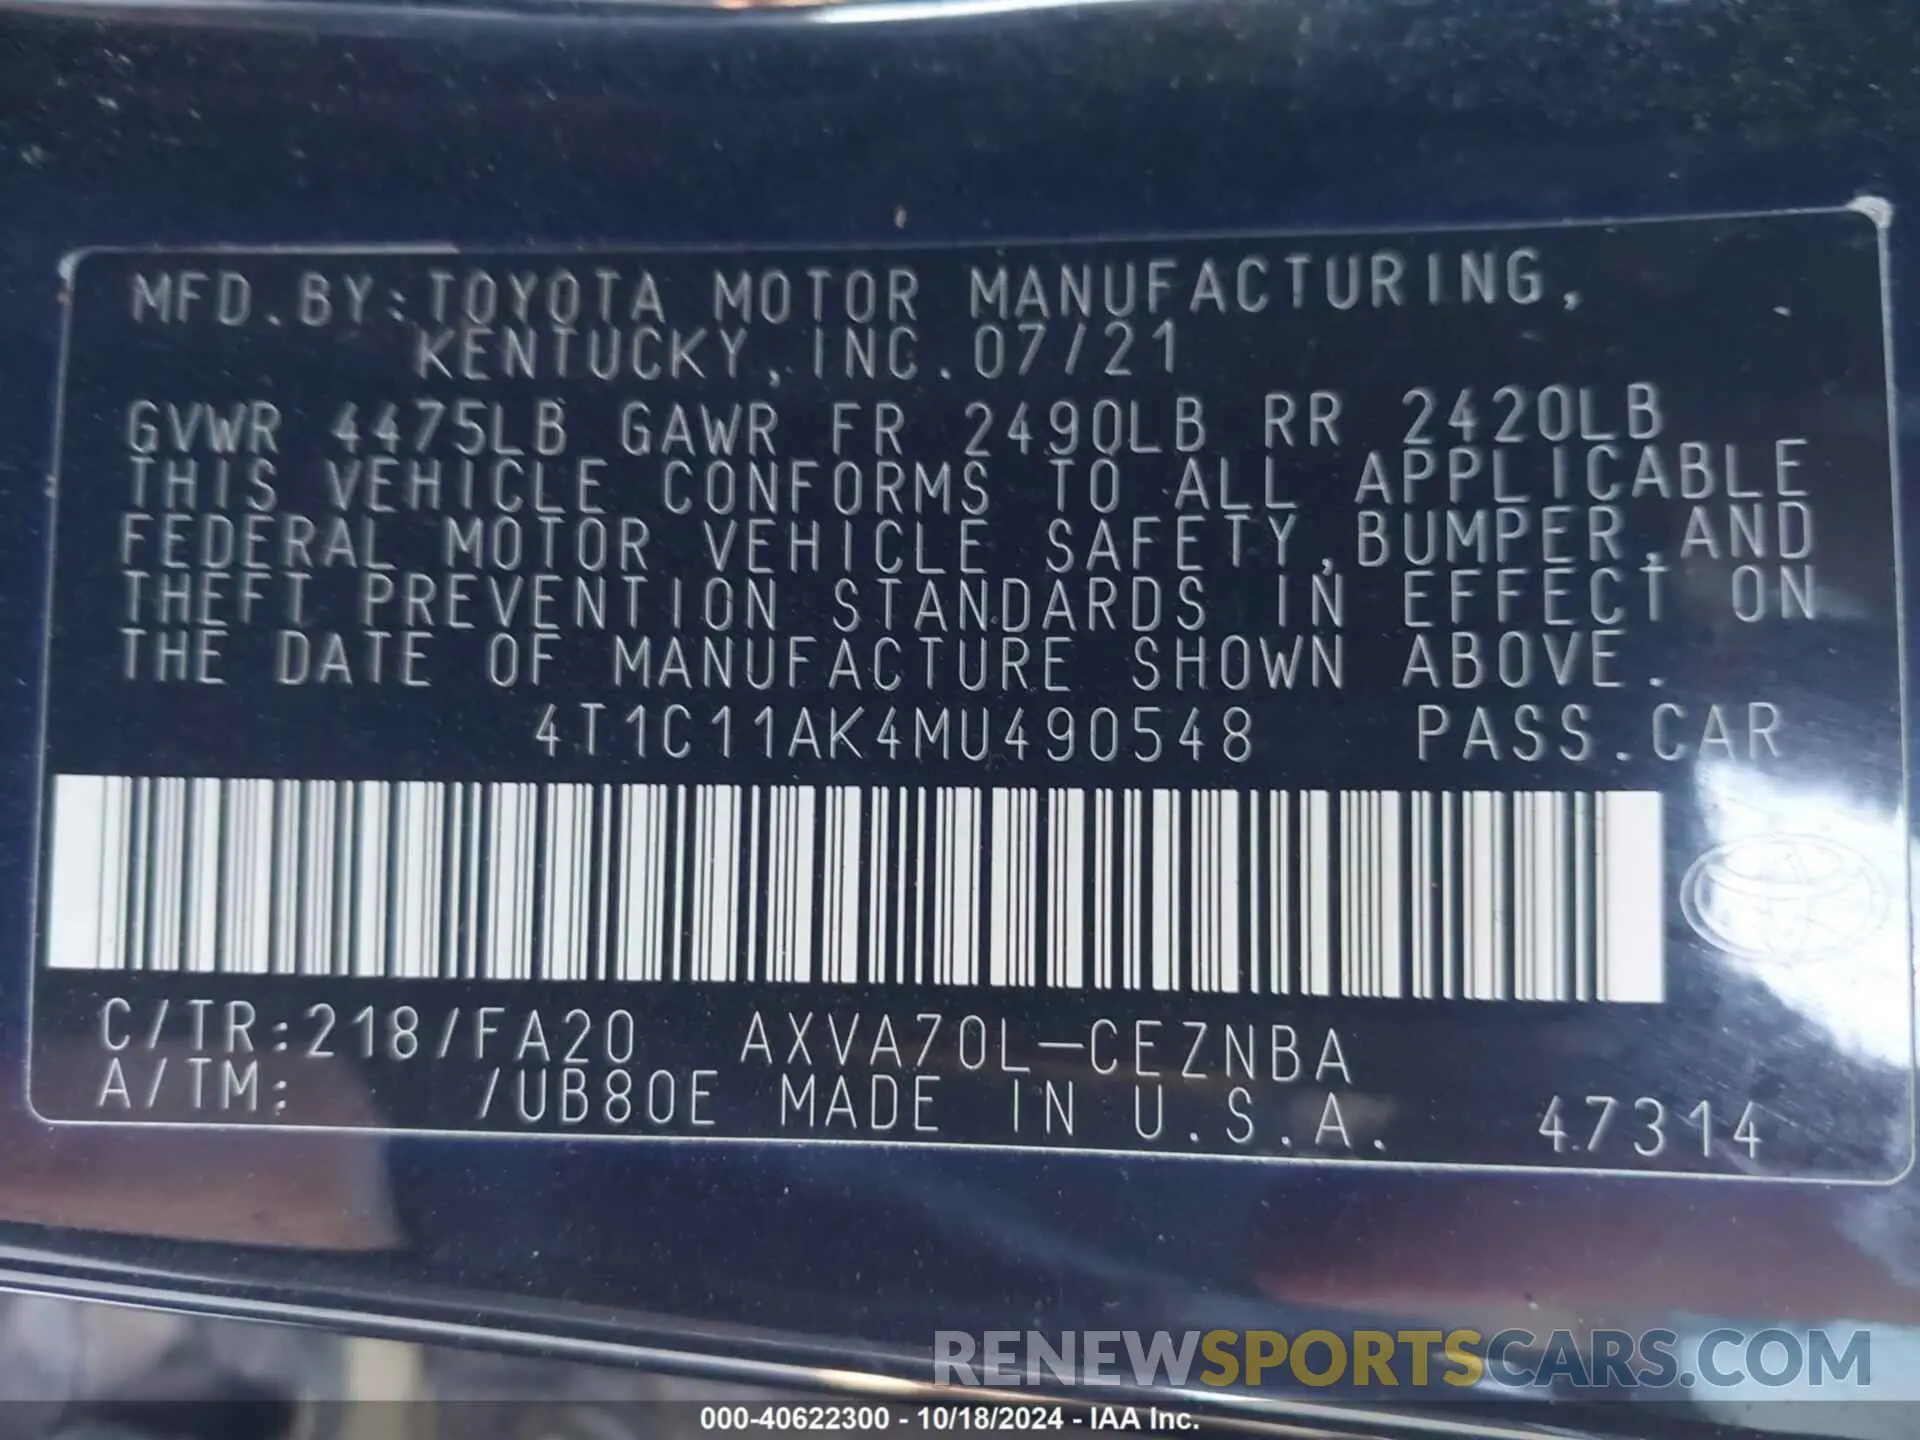 MFD.BY:TOYOTA MOTOR MANUFACTURING,
KENTUCKY,INC.07/21
GVWR 4475LB GAWR FR 2490LB RR 2420LB
THIS VEHICLE CONFORMS TO ALL APPLICABLE
FEDERAL MOTOR VEHICLE SAFETY,BUMPER,AND
THEFT PREVENTION STANDARDS IN EFFECT ON
THE DATE OF MANUFACTURE SHOWN ABOVE.
4T1C11AK4MU490548 PASS.CAR
C/TR:218/FA20 AXVA70L-CEZNBA
A/TM: /UB80E MADE IN U.S.A. 47314
RENEWSPORTSCARS.COM
000-40622300 - 10/18/2024 - IAA Inc.